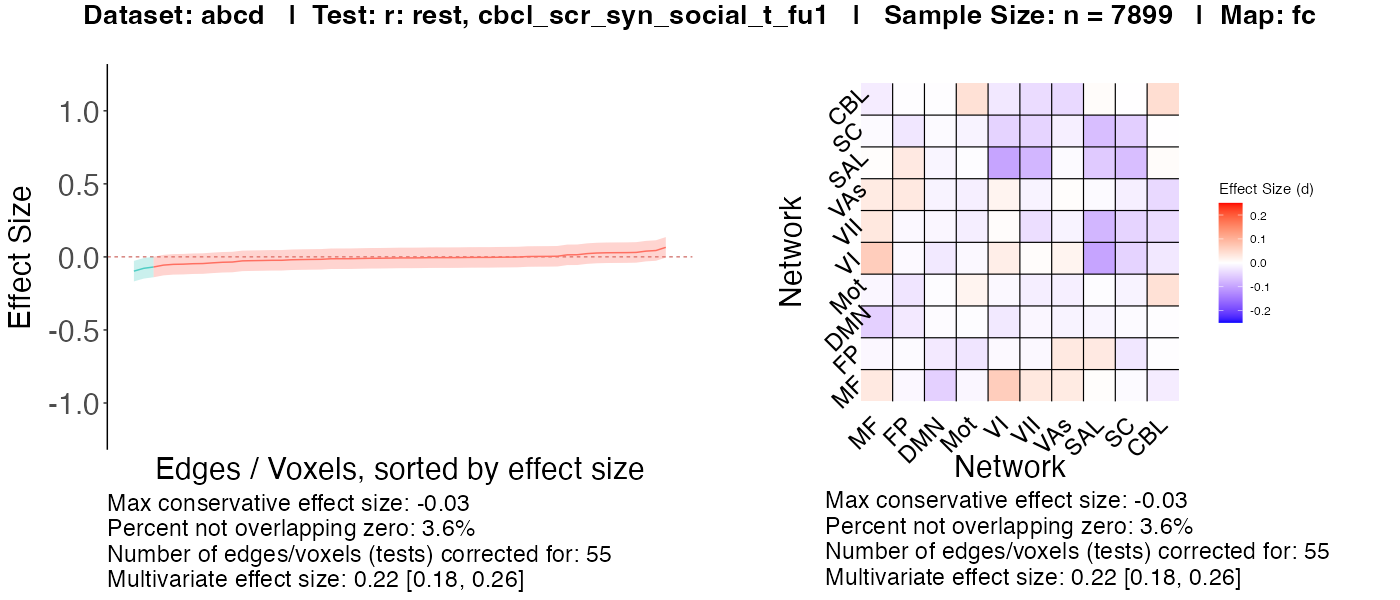 Dataset: abcd | Test: r: rest, cbcl_scr_syn_social_t_fu1 | Sample Size: n = 7899 | Map: fc
Effect Size
1.0
0.5
0.0
-0.5
-1.0
Edges / Voxels, sorted by effect size
Max conservative effect size: -0.03
Percent not overlapping zero: 3.6%
Number of edges/voxels (tests) corrected for: 55
Multivariate effect size: 0.22 [0.18, 0.26]
Network
CBL
SC
SAL
VAs
VII
VI
Mot
DMN
FP
MF
MF
FP
DMN
Mot
VI
VII
VAs
SAL
SC
CBL
Network
Effect Size (d)
0.2
0.1
0.0
-0.1
-0.2
Max conservative effect size: -0.03
Percent not overlapping zero: 3.6%
Number of edges/voxels (tests) corrected for: 55
Multivariate effect size: 0.22 [0.18, 0.26]